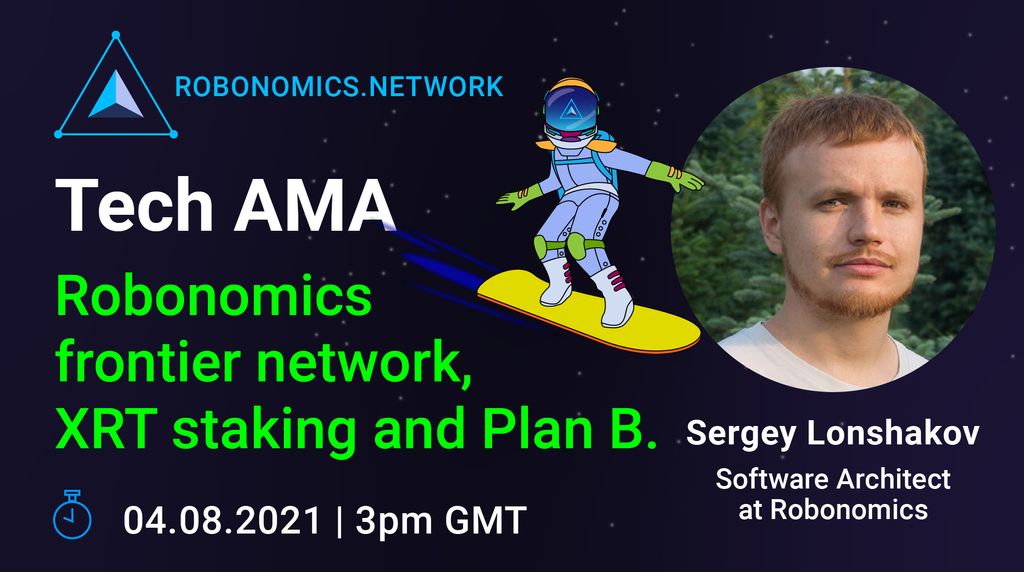 ROBONOMICS.NETWORK
Tech AMA
Robonomics
frontier network,
XRT staking and Plan B.
04.08.2021 | 3pm GMT
Sergey Lonshakov
Software Architect
at Robonomics